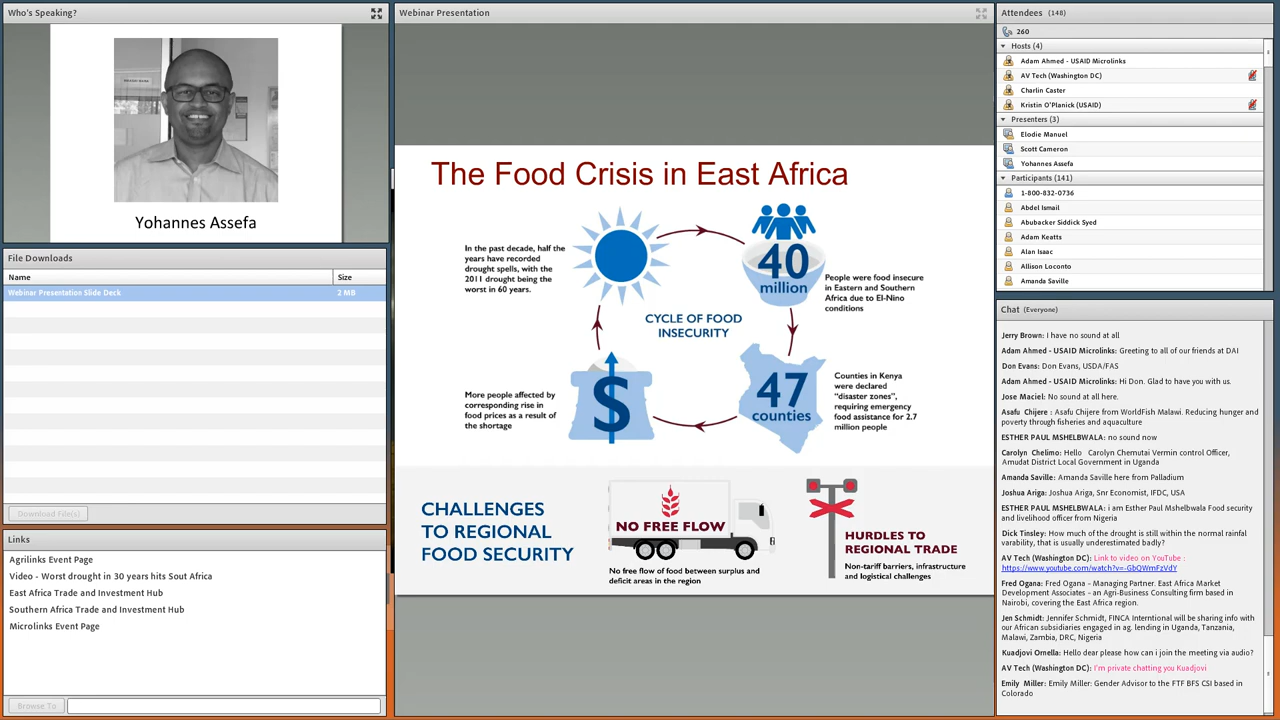 Who's Speaking?
Yohannes Assefa
File Downloads
Name
Size
Webinar Presentation Slide Deck
2 MB
Download File(s)
Links
Agrilinks Event Page
Video - Worst drought in 30 years hits Sout Africa
East Africa Trade and Investment Hub
Southern Africa Trade and Investment Hub
Microlinks Event Page
Browse To
Webinar Presentation
The Food Crisis in East Africa
In the past decade, half the
years have recorded
drought spells, with the
2011 drought being the
worst in 60 years.
40
million
People were food insecure
in Eastern and Southern
Africa due to El-Nino
conditions
CYCLE OF FOOD
INSECURITY
More people affected by
corresponding rise in
food prices as a result of
the shortage
$
47
counties
Counties in Kenya
were declared
"disaster zones",
requiring emergency
food assistance for 2.7
million people
CHALLENGES
TO REGIONAL
FOOD SECURITY
NO FREE FLOW
No free flow of food between surplus and
deficit areas in the region
HURDLES TO
REGIONAL TRADE
Non-tariff barriers, infrastructure
and logistical challenges
Attendees (148)
260
Hosts (4)
Adam Ahmed - USAID Microlinks
AV Tech (Washington DC)
Charlin Caster
Kristin O'Planick (USAID)
Presenters (3)
Elodie Manuel
Scott Cameron
Yohannes Assefa
Participants (141)
1-800-832-0736
Abdel Ismail
Abubacker Siddick Syed
Adam Keatts
Alan Isaac
Allison Loconto
Amanda Saville
Chat (Everyone)
Jerry Brown: I have no sound at all
Adam Ahmed - USAID Microlinks: Greeting to all of our friends at DAI
Don Evans: Don Evans, USDA/FAS
Adam Ahmed - USAID Microlinks: Hi Don. Glad to have you with us.
Jose Maciel: No sound at all here.
Asafu Chijere : Asafu Chijere from WorldFish Malawi. Reducing hunger and
poverty through fisheries and aquaculture
ESTHER PAUL MSHELBWALA: no sound now
Carolyn Chelimo: Hello Carolyn Chemutai Vermin control Officer,
Amudat District Local Government in Uganda
Amanda Saville: Amanda Saville here from Palladium
Joshua Ariga: Joshua Ariga, Snr Economist, IFDC, USA
ESTHER PAUL MSHELBWALA: i am Esther Paul Mshelbwala Food security
and livelihood officer from Nigeria
Dick Tinsley: How much of the drought is still within the normal rainfall
varability, that is usually underestimated badly?
AV Tech (Washington DC): Link to video on YouTube :
https://www.youtube.com/watch?v=-GbQWmFzVdY
Fred Ogana: Fred Ogana - Managing Partner. East Africa Market
Development Associates - an Agri-Business Consulting firm based in
Nairobi, covering the East Africa region.
Jen Schmidt: Jennifer Schmidt, FINCA Interntional will be sharing info with
our African subsidiaries engaged in ag. lending in Uganda, Tanzania,
Malawi, Zambia, DRC, Nigeria
Kuadjovi Ornella: Hello dear please how can i join the meeting via audio?
AV Tech (Washington DC): I'm private chatting you Kuadjovi
Emily Miller: Emily Miller: Gender Advisor to the FTF BFS CSI based in
Colorado